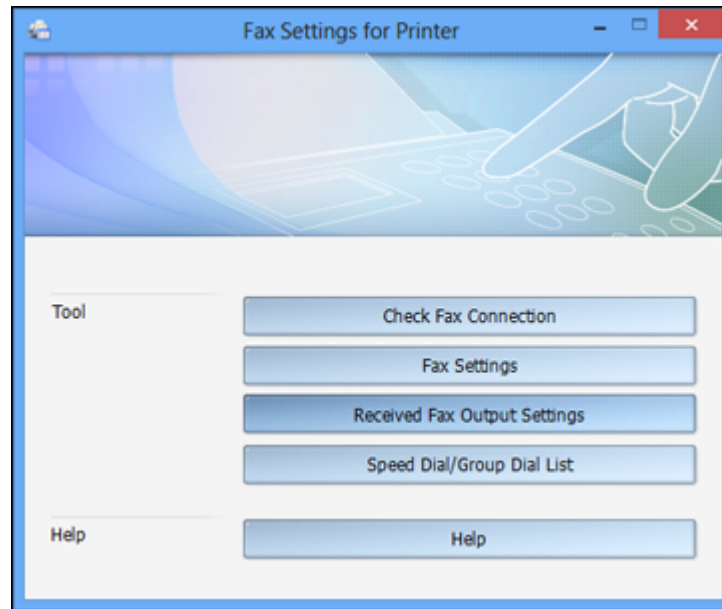 Fax Settings for Printer
Tool
Check Fax Connection
Fax Settings
Received Fax Output Settings
Speed Dial/Group Dial List
Help
Help